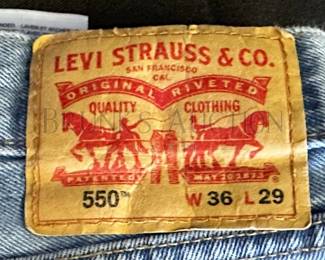 LEVI STRAUSS & CO.
SAN FRANCISCO
CAL.
ORIGINAL RIVETED
QUALITY CLOTHING
PATENTED MAY 20 1873
550™ W 36 L 29